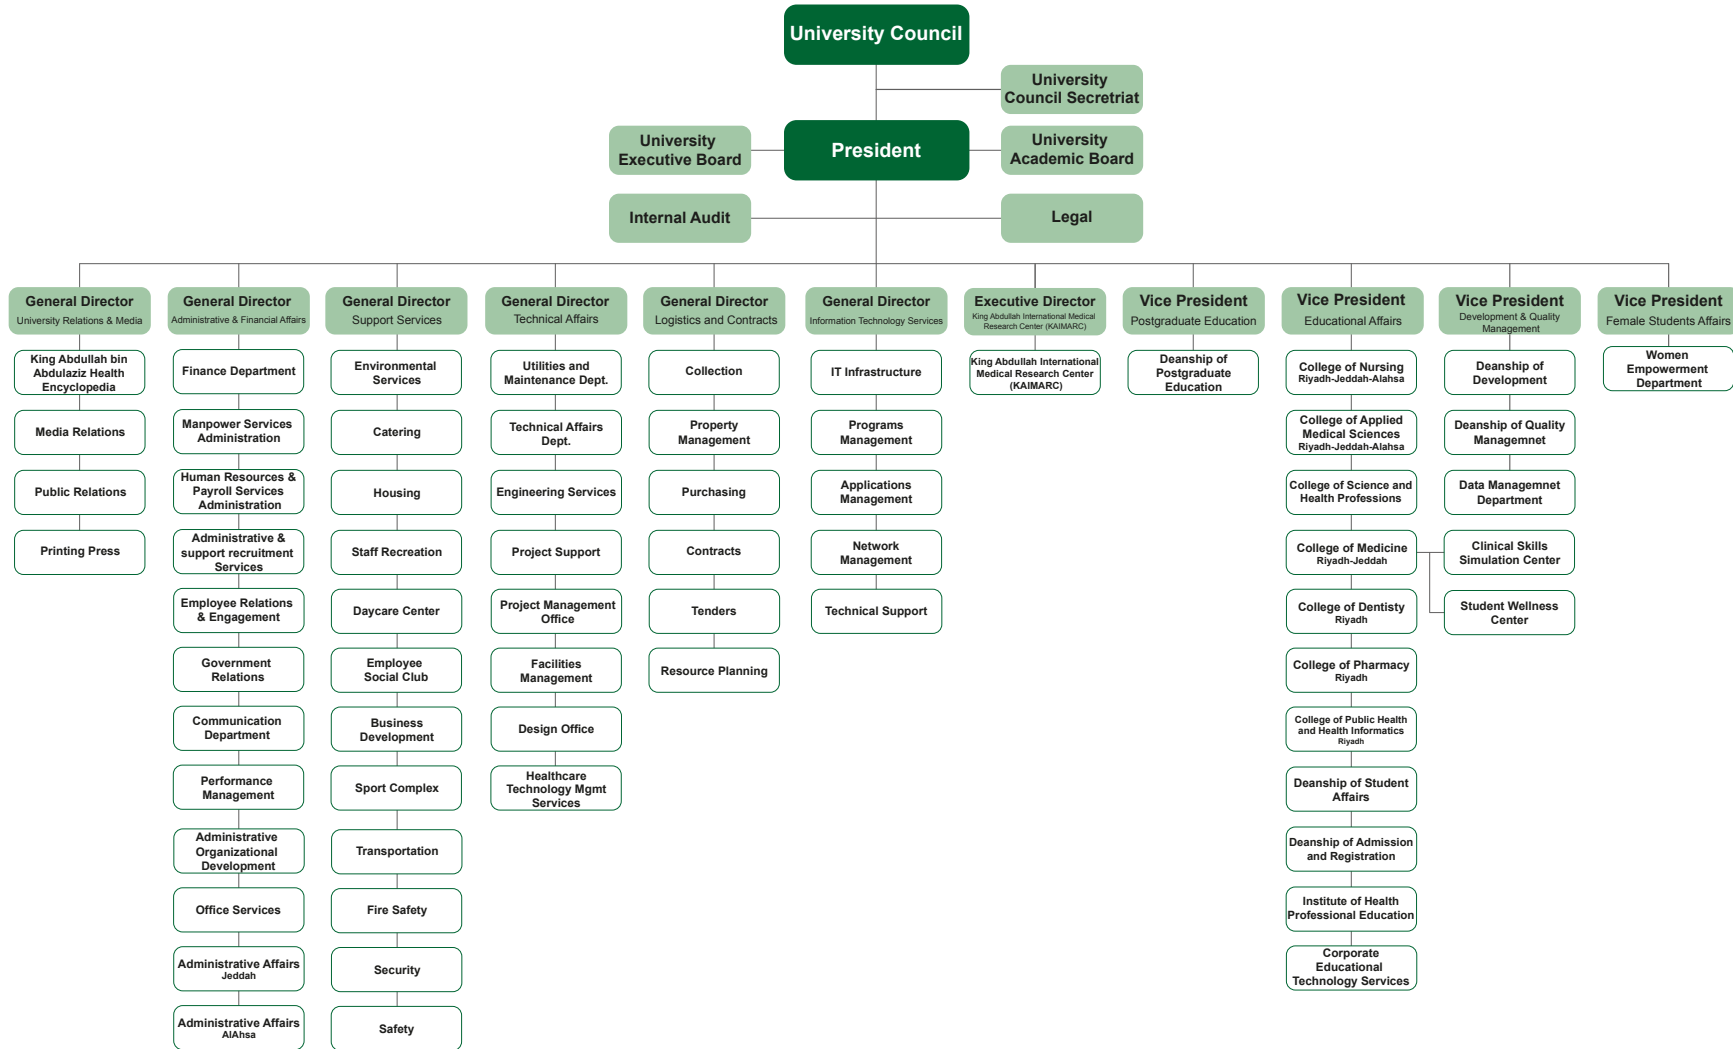 University Council
University
Council Secretriat
University
Executive Board
President
University
Academic Board
Internal Audit
Legal
General Director
University Relations & Media
King Abdullah bin
Abdulaziz Health
Encyclopedia
Media Relations
Public Relations
Printing Press
General Director
Administrative & Financial Affairs
Finance Department
Manpower Services
Administration
Human Resources &
Payroll Services
Administration
Administrative &
support recruitment
Services
Employee Relations
& Engagement
Government
Relations
Communication
Department
Performance
Management
Administrative
Organizational
Development
Office Services
Administrative Affairs
Jeddah
Administrative Affairs
AlAhsa
General Director
Support Services
Environmental
Services
Catering
Housing
Staff Recreation
Daycare Center
Employee
Social Club
Business
Development
Sport Complex
Transportation
Fire Safety
Security
Safety
General Director
Technical Affairs
Utilities and
Maintenance Dept.
Technical Affairs
Dept.
Engineering Services
Project Support
Project Management
Office
Facilities
Management
Design Office
Healthcare
Technology Mgmt
Services
General Director
Logistics and Contracts
Collection
Property
Management
Purchasing
Contracts
Tenders
Resource Planning
General Director
Information Technology Services
IT Infrastructure
Programs
Management
Applications
Management
Network
Management
Technical Support
Executive Director
King Abdullah International Medical
Research Center (KAIMARC)
King Abdullah International
Medical Research Center
(KAIMARC)
Vice President
Postgraduate Education
Deanship of
Postgraduate
Education
Vice President
Educational Affairs
College of Nursing
Riyadh-Jeddah-Alahsa
College of Applied
Medical Sciences
Riyadh-Jeddah-Alahsa
College of Science and
Health Professions
College of Medicine
Riyadh-Jeddah
College of Dentisty
Riyadh
College of Pharmacy
Riyadh
College of Public Health
and Health Informatics
Riyadh
Deanship of Student
Affairs
Deanship of Admission
and Registration
Institute of Health
Professional Education
Corporate
Educational
Technology Services
Vice President
Development & Quality
Management
Deanship of
Development
Deanship of Quality
Managemnet
Data Managemnet
Department
Clinical Skills
Simulation Center
Student Wellness
Center
Vice President
Female Students Affairs
Women
Empowerment
Department